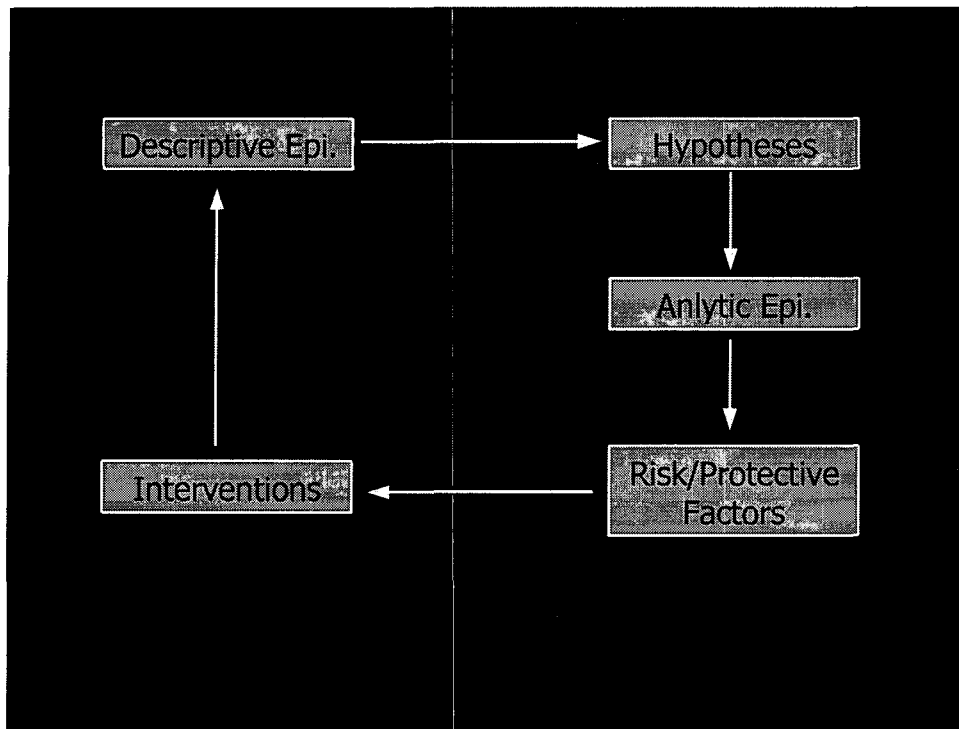 Descriptive Epi.
Hypotheses
Anlytic Epi.
Risk/Protective
Factors
Interventions